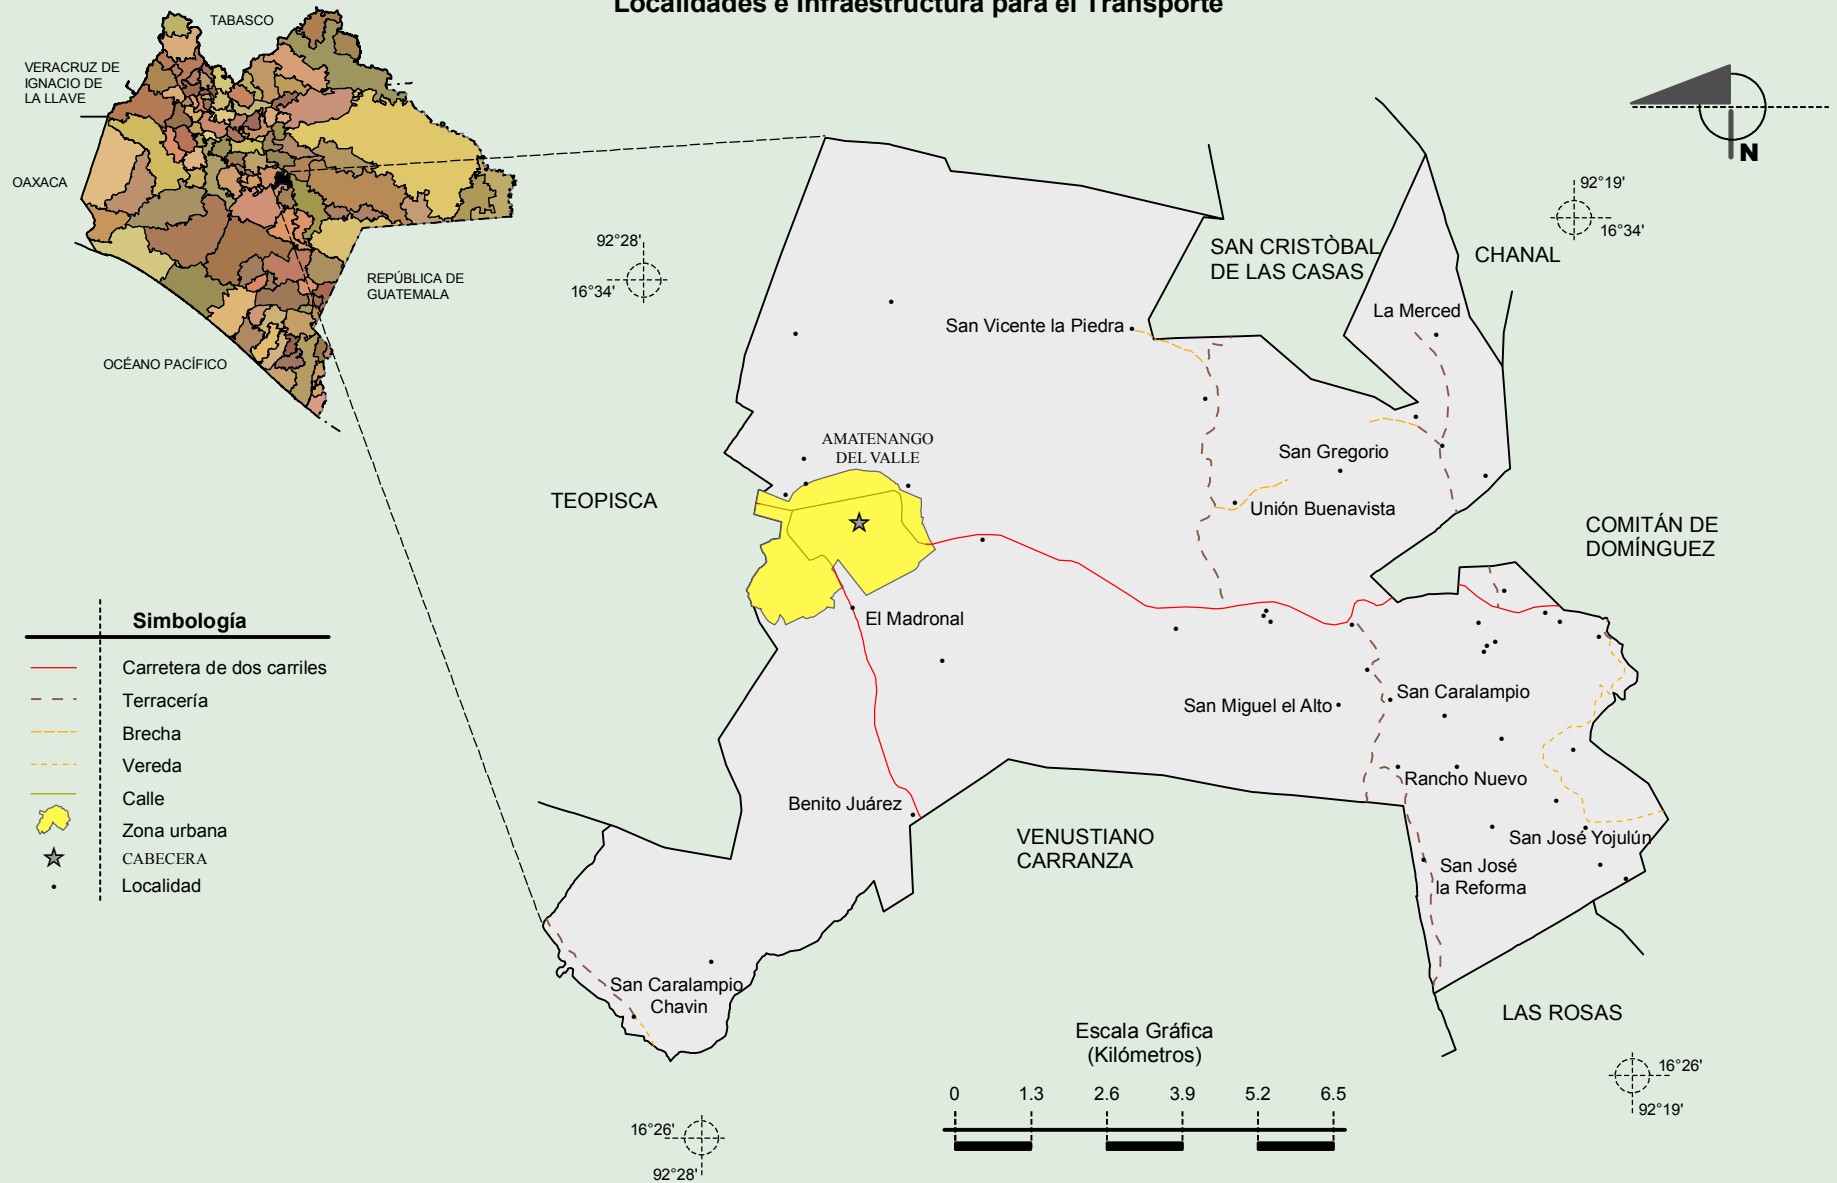 Localidades e Infraestructura para el Transporte
TABASCO
VERACRUZ DE
IGNACIO DE
LA LLAVE
OAXACA
REPÚBLICA DE
GUATEMALA
OCÉANO PACÍFICO
N
92°28'
16°34'
92°19'
16°34'
SAN CRISTÒBAL
DE LAS CASAS
CHANAL
La Merced
San Vicente la Piedra
AMATENANGO
DEL VALLE
San Gregorio
Unión Buenavista
TEOPISCA
COMITÁN DE
DOMÍNGUEZ
El Madronal
San Caralampio
San Miguel el Alto
Rancho Nuevo
Benito Juárez
VENUSTIANO
CARRANZA
San José Yojulún
San José
la Reforma
San Caralampio
Chavin
LAS ROSAS
Simbología
Carretera de dos carriles
Terracería
Brecha
Vereda
Calle
Zona urbana
CABECERA
Localidad
Escala Gráfica
(Kilómetros)
0 1.3 2.6 3.9 5.2 6.5
16°26'
92°28'
16°26'
92°19'